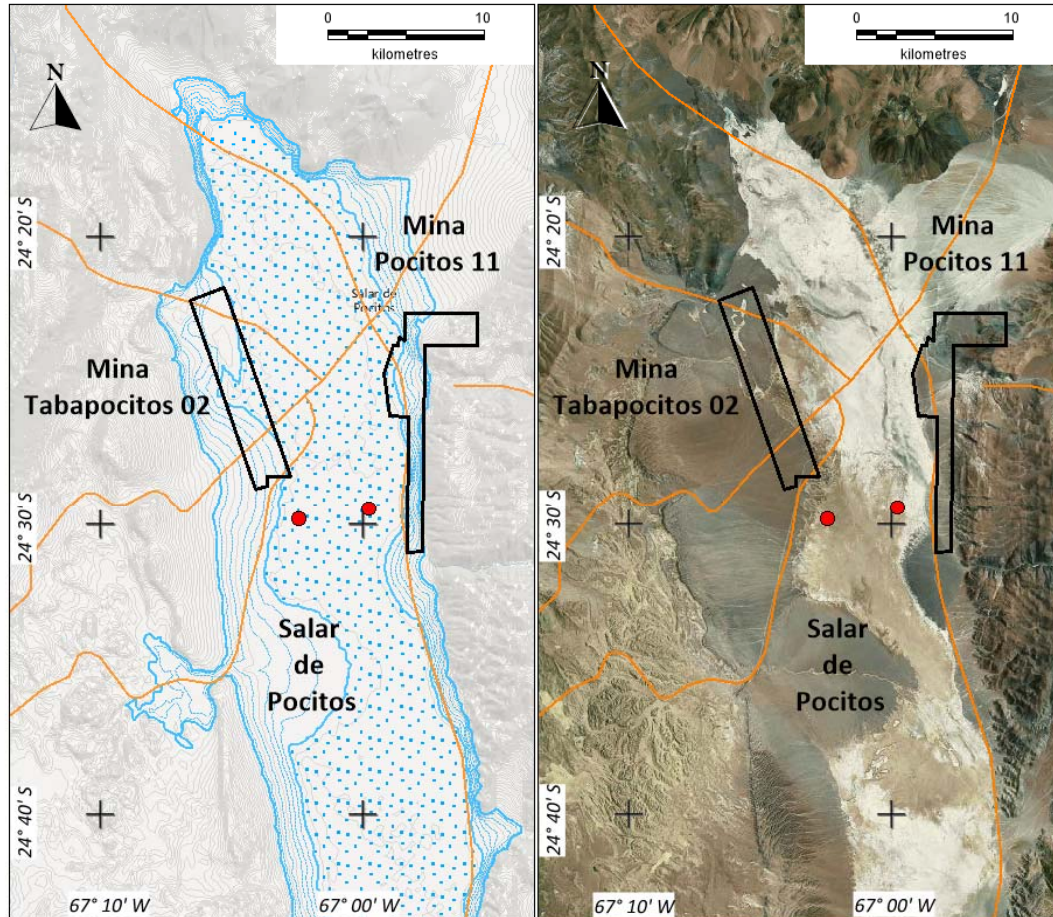 0 10
kilometres
N
24° 20' S
Mina
Pocitos 11
Salar de
Pocitos
Mina
Tabapocitos 02
24° 30' S
Salar
de
Pocitos
24° 40' S
67° 10' W 67° 00' W
0 10
kilometres
N
24° 20' S
Mina
Pocitos 11
Mina
Tabapocitos 02
24° 30' S
Salar
de
Pocitos
24° 40' S
67° 10' W 67° 00' W